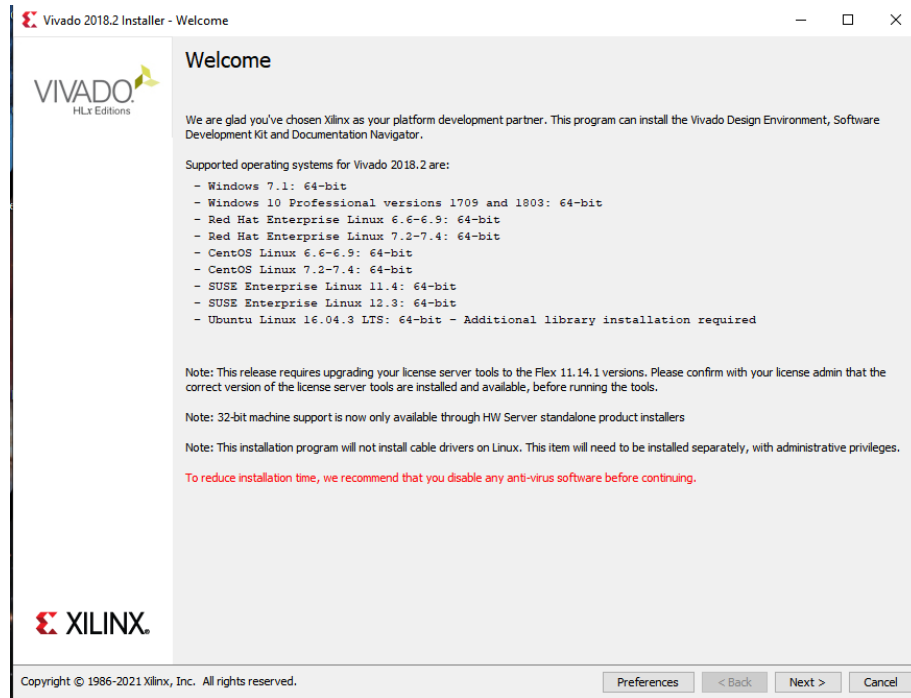 Vivado 2018.2 Installer - Welcome
VIVADO.
HLx Editions
Welcome
We are glad you've chosen Xilinx as your platform development partner. This program can install the Vivado Design Environment, Software
Development Kit and Documentation Navigator.
Supported operating systems for Vivado 2018.2 are:
- Windows 7.1: 64-bit
- Windows 10 Professional versions 1709 and 1803: 64-bit
- Red Hat Enterprise Linux 6.6-6.9: 64-bit
- Red Hat Enterprise Linux 7.2-7.4: 64-bit
- CentOS Linux 6.6-6.9: 64-bit
- CentOS Linux 7.2-7.4: 64-bit
- SUSE Enterprise Linux 11.4: 64-bit
- SUSE Enterprise Linux 12.3: 64-bit
- Ubuntu Linux 16.04.3 LTS: 64-bit - Additional library installation required
Note: This release requires upgrading your license server tools to the Flex 11.14.1 versions. Please confirm with your license admin that the
correct version of the license server tools are installed and available, before running the tools.
Note: 32-bit machine support is now only available through HW Server standalone product installers
Note: This installation program will not install cable drivers on Linux. This item will need to be installed separately, with administrative privileges.
To reduce installation time, we recommend that you disable any anti-virus software before continuing.
XILINX.
Copyright © 1986-2021 Xilinx, Inc. All rights reserved.
Preferences
< Back
Next >
Cancel